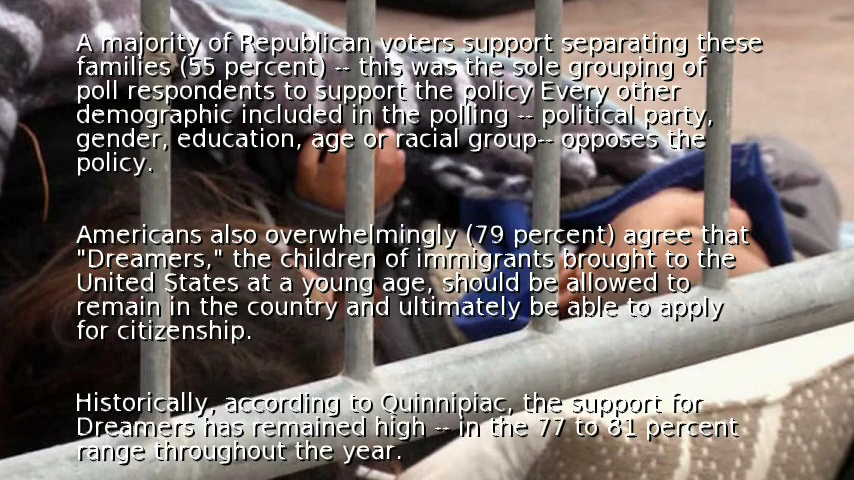 A majority of Republican voters support separating these
families (55 percent) -- this was the sole grouping of
poll respondents to support the policy Every other
demographic included in the polling -- political party,
gender, education, age or racial group-- opposes the
policy.
Americans also overwhelmingly (79 percent) agree that
"Dreamers," the children of immigrants brought to the
United States at a young age, should be allowed to
remain in the country and ultimately be able to apply
for citizenship.
Historically, according to Quinnipiac, the support for
Dreamers has remained high -- in the 77 to 81 percent
range throughout the year.